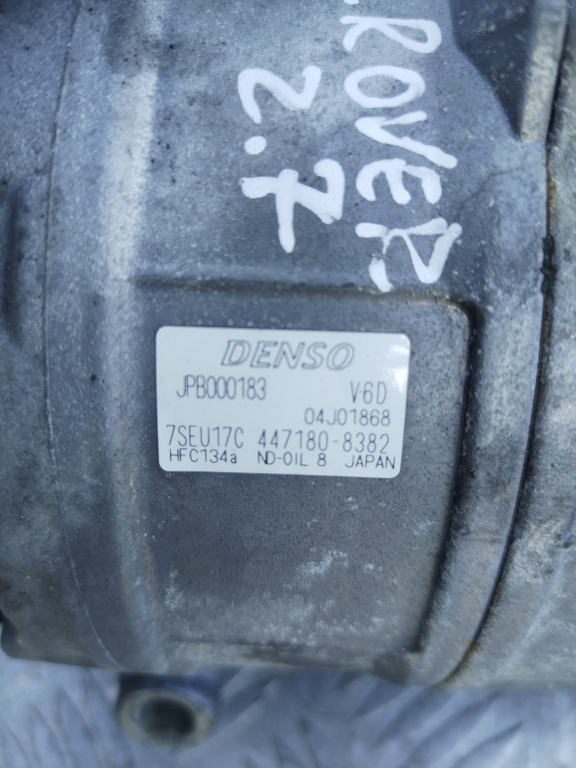 ROVER
2.7
DENSO
JPB000183 V6D
04J01868
7SEU17C 447180-8382
HFC134a ND-OIL 8 JAPAN